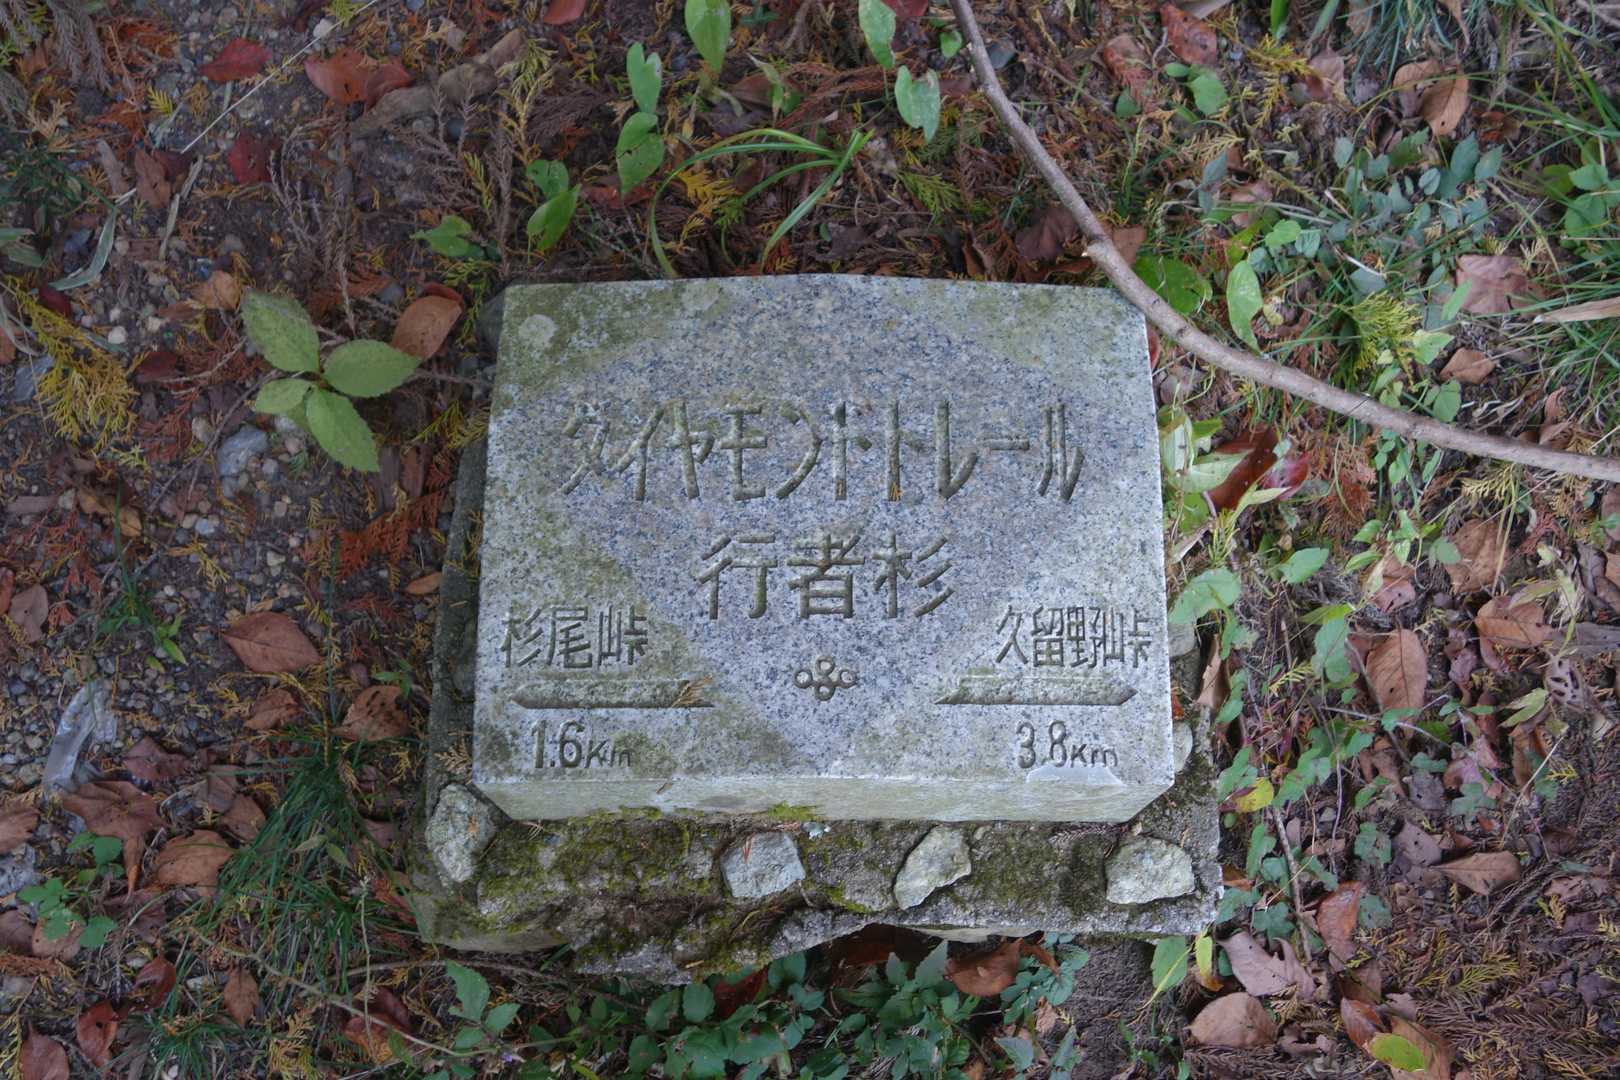 ダイヤモンドトレール
行者杉
杉尾峠
久留野峠
1.6Km
3.8Km